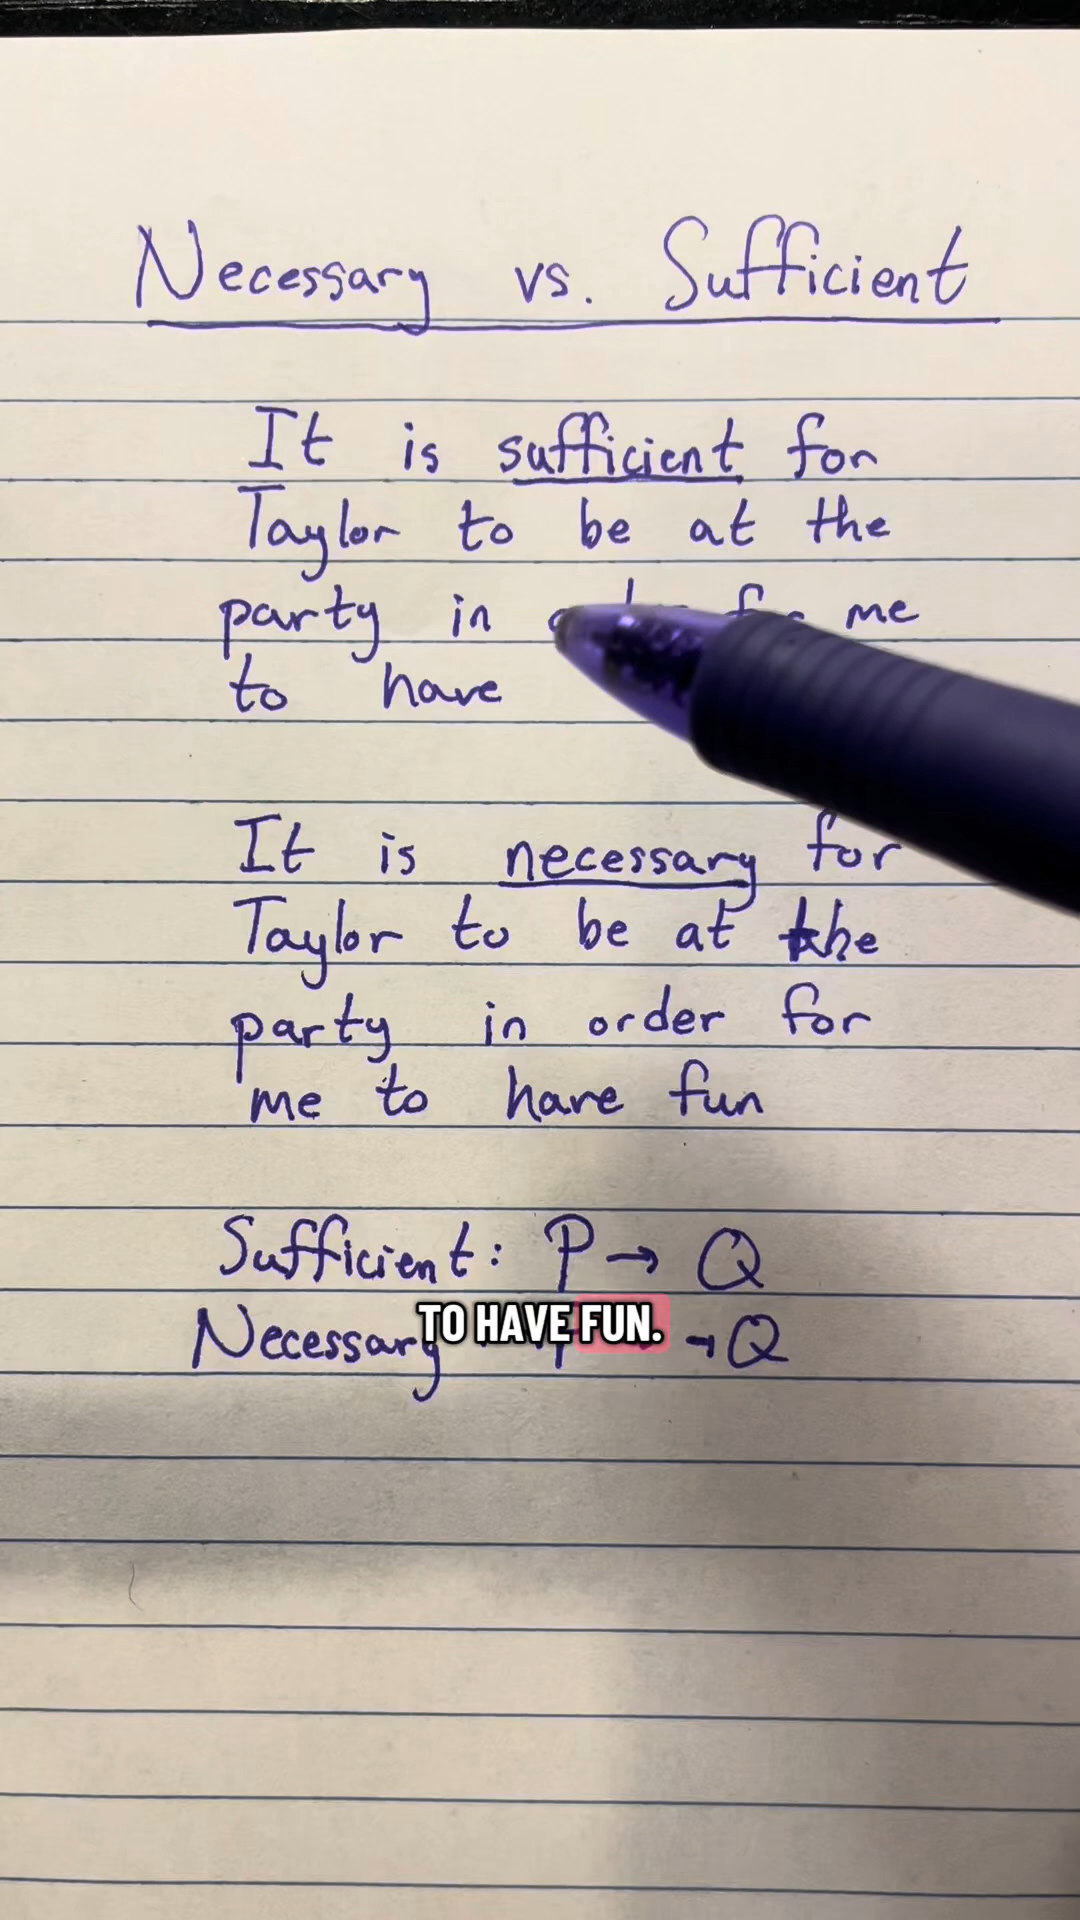 Necessary vs. Sufficient
It is sufficient for
Taylor to be at the
party in me
to have
It is necessary for
Taylor to be at the
party in order for
me to have fun
Sufficient: P → Q
TO HAVE FUN.
Necessary ¬Q